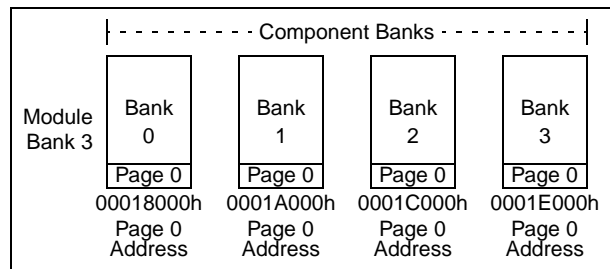 Component Banks
Module Bank 3
Bank 0
Bank 1
Bank 2
Bank 3
Page 0 Page 0 Page 0 Page 0
00018000h 0001A000h 0001C000h 0001E000h
Page 0 Page 0 Page 0 Page 0
Address Address Address Address